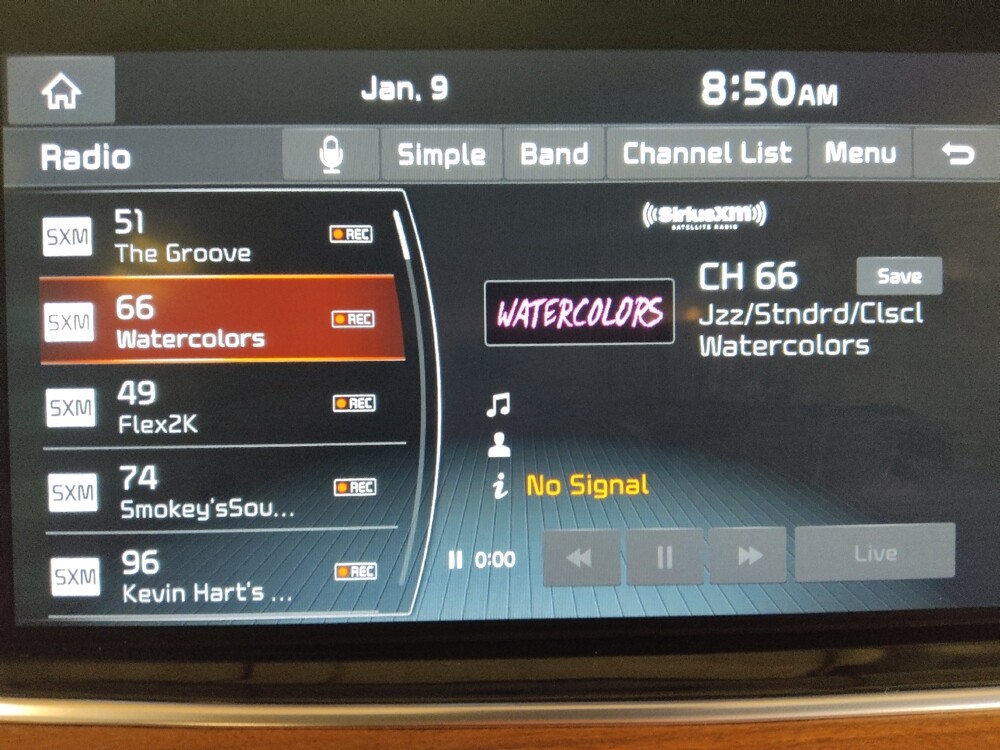 Jan. 9
8:50AM
Radio
Simple
Band
Channel List
Menu
SXM
51
The Groove
REC
SXM
66
Watercolors
REC
SXM
49
Flex2K
REC
SXM
74
Smokey'sSou...
REC
SXM
96
Kevin Hart's ...
REC
SiriusXM
SATELLITE RADIO
WATERCOLORS
CH 66
Save
Jzz/Stndrd/Clscl
Watercolors
i
No Signal
0:00
Live